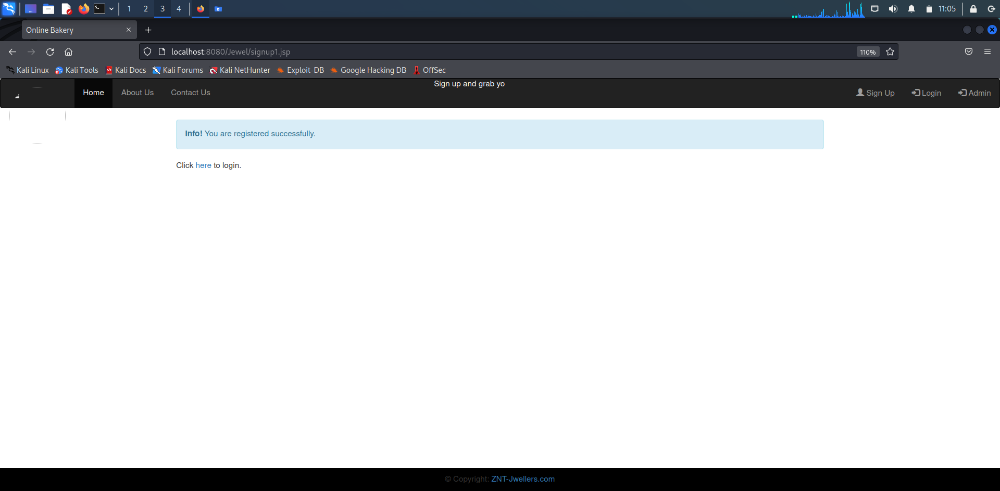 1 2 3 4 11:05
Online Bakery
localhost:8080/Jewel/signup1.jsp 110%
Kali Linux Kali Tools Kali Docs Kali Forums Kali NetHunter Exploit-DB Google Hacking DB OffSec
Sign up and grab yo
Home About Us Contact Us Sign Up Login Admin
Info! You are registered successfully.
Click here to login.
© Copyright: ZNT-Jwellers.com